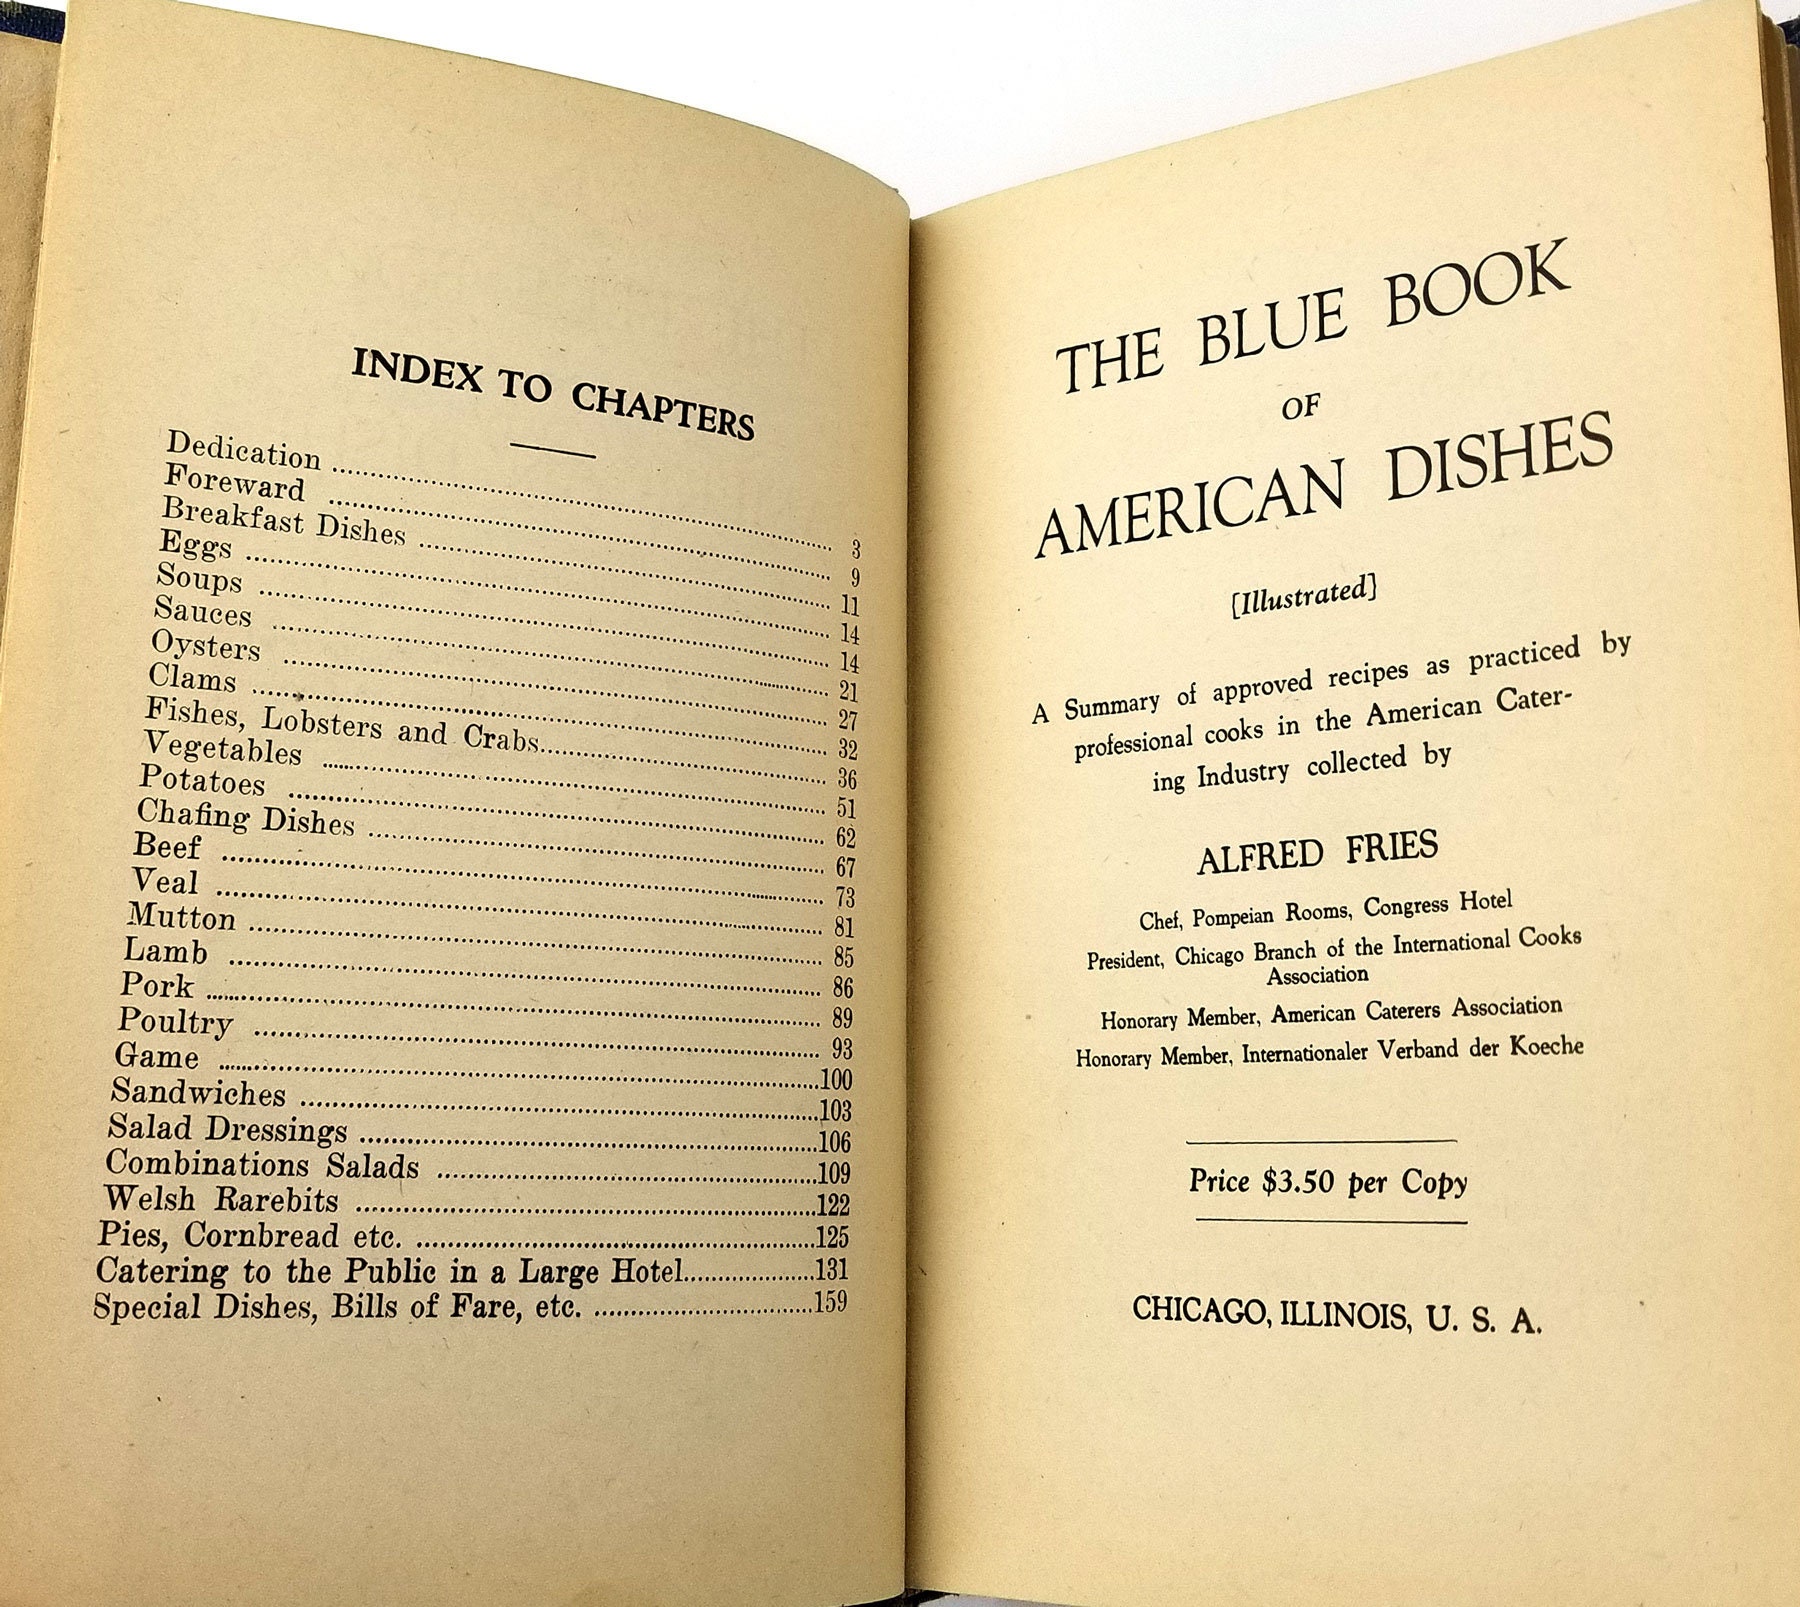 INDEX TO CHAPTERS
Dedication ........ 3
Foreward ........ 9
Breakfast Dishes ........ 11
Eggs ........ 14
Soups ........ 14
Sauces ........ 21
Oysters ........ 27
Clams ........ 32
Fishes, Lobsters and Crabs ........ 36
Vegetables ........ 51
Potatoes ........ 62
Chafing Dishes ........ 67
Beef ........ 73
Veal ........ 81
Mutton ........ 85
Lamb ........ 86
Pork ........ 89
Poultry ........ 93
Game ........ 100
Sandwiches ........ 103
Salad Dressings ........ 106
Combinations Salads ........ 109
Welsh Rarebits ........ 122
Pies, Cornbread etc. ........ 125
Catering to the Public in a Large Hotel ........ 131
Special Dishes, Bills of Fare, etc. ........ 159
THE BLUE BOOK
OF
AMERICAN DISHES
[Illustrated]
A Summary of approved recipes as practiced by
professional cooks in the American Cater-
ing Industry collected by
ALFRED FRIES
Chef, Pompeian Rooms, Congress Hotel
President, Chicago Branch of the International Cooks
Association
Honorary Member, American Caterers Association
Honorary Member, Internationaler Verband der Koeche
Price $3.50 per Copy
CHICAGO, ILLINOIS, U. S. A.